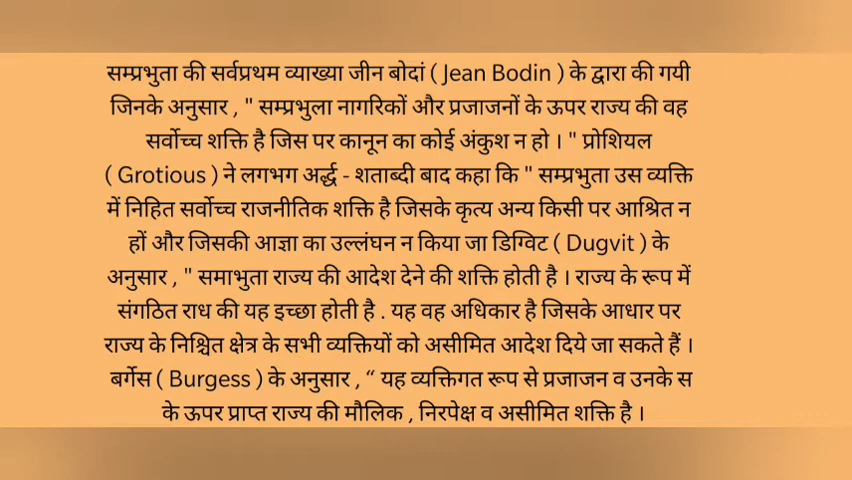 सम्प्रभुता की सर्वप्रथम व्याख्या जीन बोदां ( Jean Bodin ) के द्वारा की गयी
जिनके अनुसार , " सम्प्रभुला नागरिकों और प्रजाजनों के ऊपर राज्य की वह
सर्वोच्च शक्ति है जिस पर कानून का कोई अंकुश न हो । " प्रोशियल
( Grotious ) ने लगभग अर्द्ध - शताब्दी बाद कहा कि " सम्प्रभुता उस व्यक्ति
में निहित सर्वोच्च राजनीतिक शक्ति है जिसके कृत्य अन्य किसी पर आश्रित न
हों और जिसकी आज्ञा का उल्लंघन न किया जा डिग्विट ( Dugvit ) के
अनुसार , " समाभुता राज्य की आदेश देने की शक्ति होती है । राज्य के रूप में
संगठित राध की यह इच्छा होती है . यह वह अधिकार है जिसके आधार पर
राज्य के निश्चित क्षेत्र के सभी व्यक्तियों को असीमित आदेश दिये जा सकते हैं ।
बर्गेस ( Burgess ) के अनुसार , “ यह व्यक्तिगत रूप से प्रजाजन व उनके स
के ऊपर प्राप्त राज्य की मौलिक , निरपेक्ष व असीमित शक्ति है ।